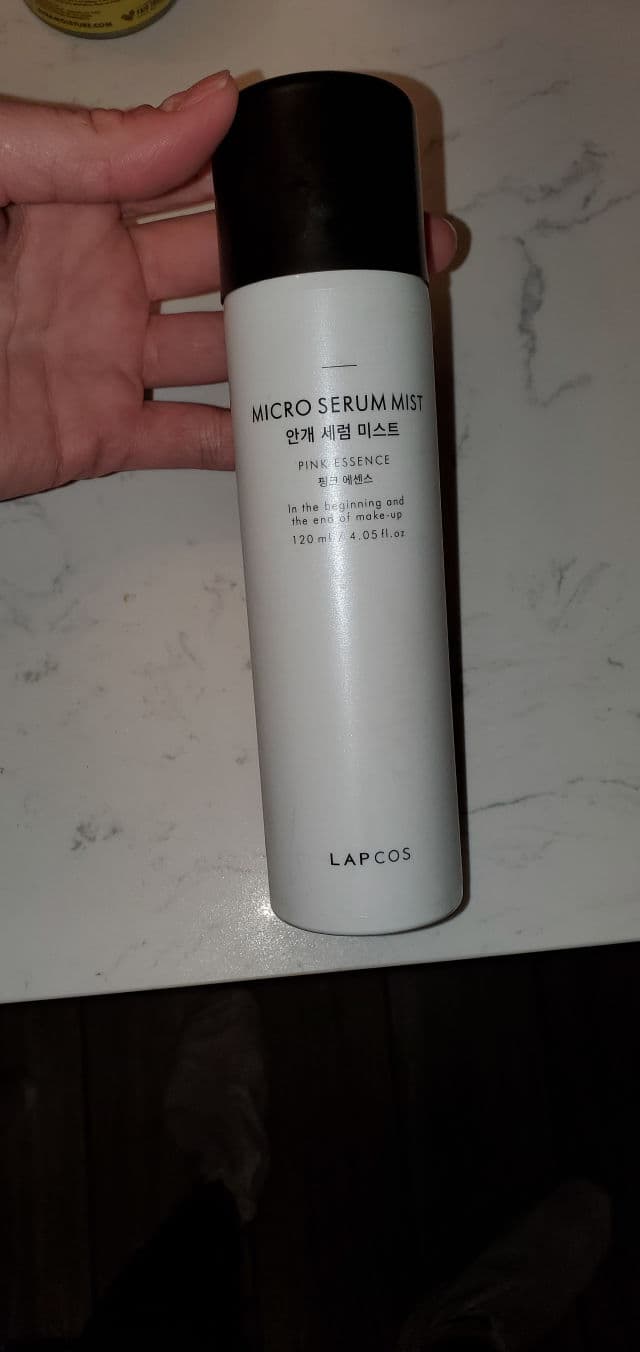 MICRO SERUM MIST
안개 세럼 미스트
PINK ESSENCE
핑크 에센스
In the beginning and
the end of make-up
120 ml / 4.05 fl.oz
LAPCOS